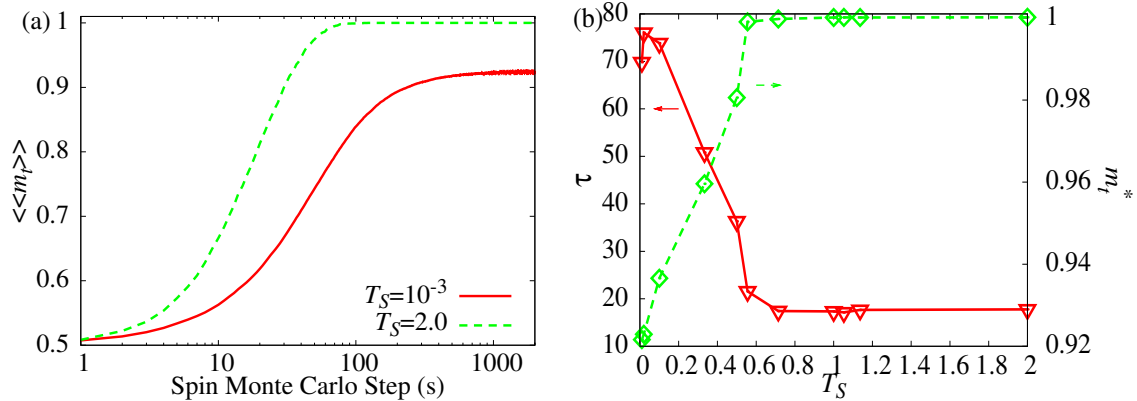 (a)
1
0.9
0.8
0.7
0.6
0.5
<<m_t>>
1 10 100 1000
Spin Monte Carlo Step (s)
T_S=10^-3
T_S=2.0
(b)
80
70
60
50
40
30
20
10
τ
0 0.2 0.4 0.6 0.8 1 1.2 1.4 1.6 1.8 2
T_S
1
0.98
0.96
0.94
0.92
m_t^*